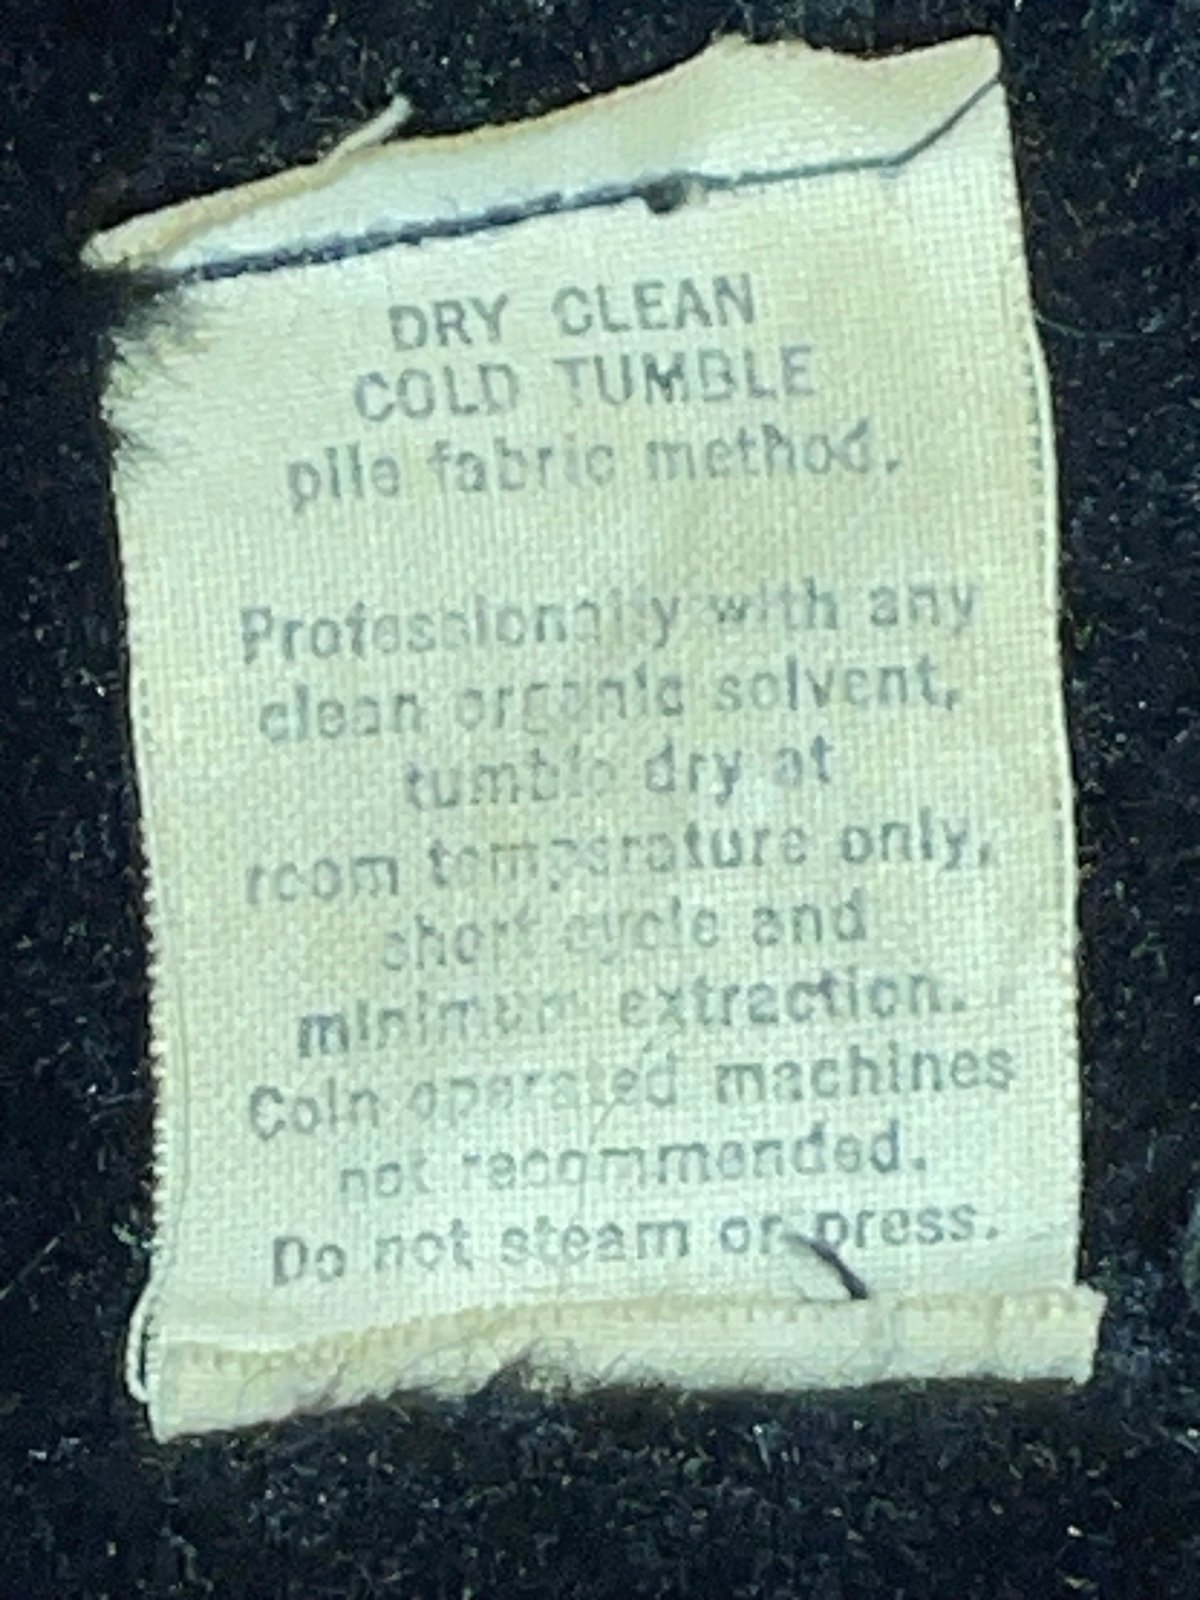 DRY CLEAN
COLD TUMBLE
pile fabric method.
Professionally with any
clean organic solvent,
tumble dry at
room temperature only,
short cycle and
minimum extraction.
Coin operated machines
not recommended.
Do not steam or press.